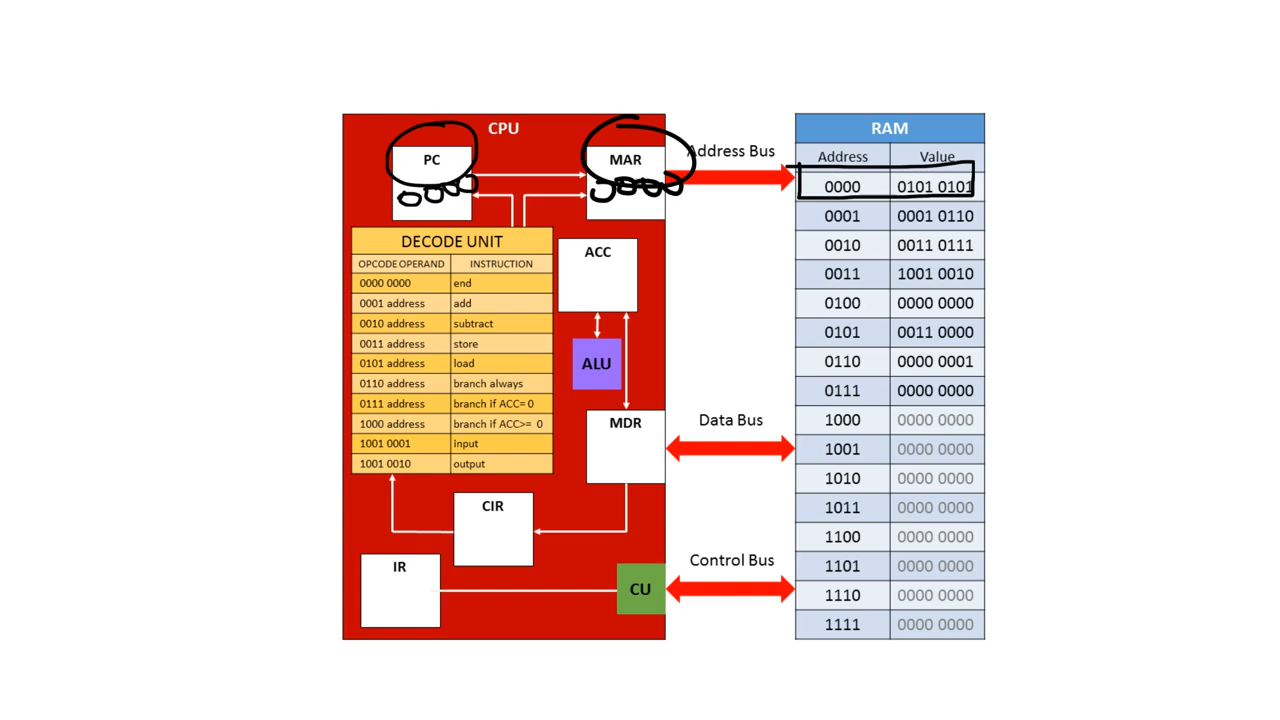 CPU
PC
0000
MAR
0000
Address Bus
DECODE UNIT
OPCODE OPERAND INSTRUCTION
0000 0000 end
0001 address add
0010 address subtract
0011 address store
0101 address load
0110 address branch always
0111 address branch if ACC= 0
1000 address branch if ACC>= 0
1001 0001 input
1001 0010 output
ACC
ALU
MDR
Data Bus
CIR
IR
CU
Control Bus
RAM
Address Value
0000 0101 0101
0001 0001 0110
0010 0011 0111
0011 1001 0010
0100 0000 0000
0101 0011 0000
0110 0000 0001
0111 0000 0000
1000 0000 0000
1001 0000 0000
1010 0000 0000
1011 0000 0000
1100 0000 0000
1101 0000 0000
1110 0000 0000
1111 0000 0000